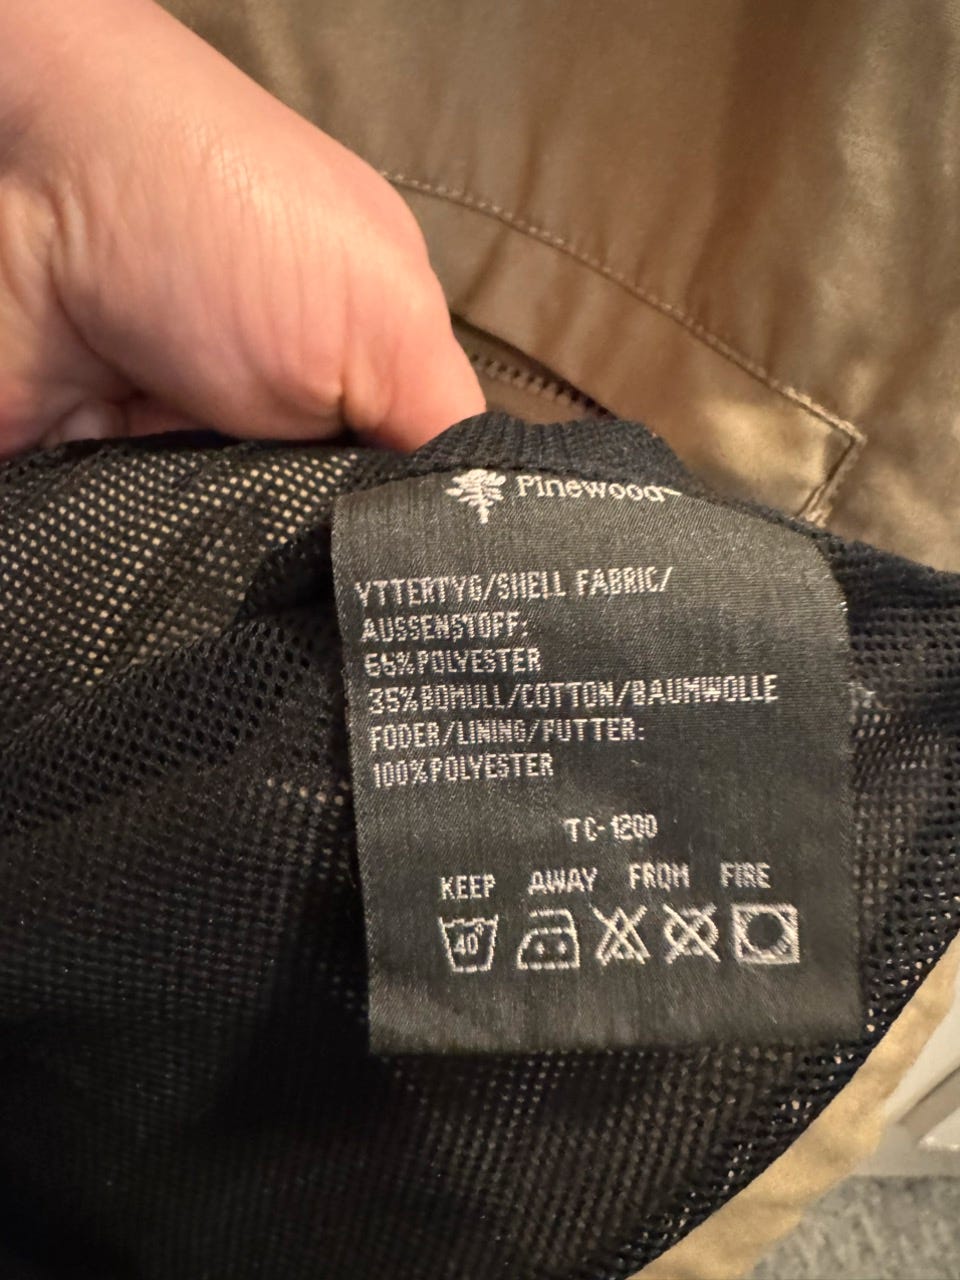 Pinewood™
YTTERTYG/SHELL FABRIC/
AUSSENSTOFF:
65%POLYESTER
35%BOMULL/COTTON/BAUMWOLLE
FODER/LINING/FUTTER:
100%POLYESTER
TC-1200
KEEP AWAY FROM FIRE
40°